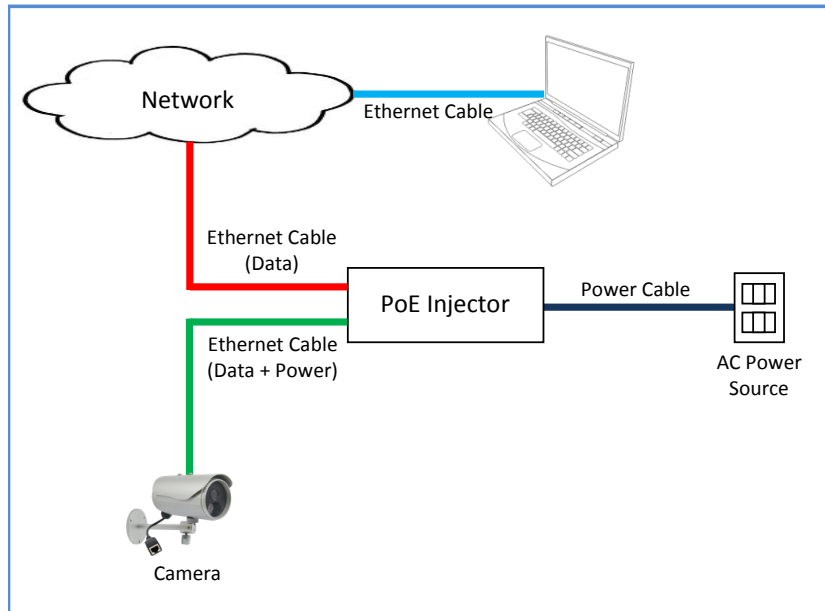 Network
Ethernet Cable
Ethernet Cable
(Data)
PoE Injector
Power Cable
Ethernet Cable
(Data + Power)
AC Power
Source
Camera